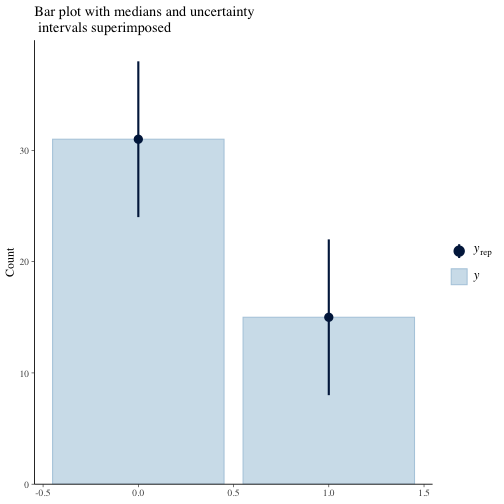 Bar plot with medians and uncertainty
intervals superimposed
Count
30
20
10
0
-0.5
0.0
0.5
1.0
1.5
y rep
y